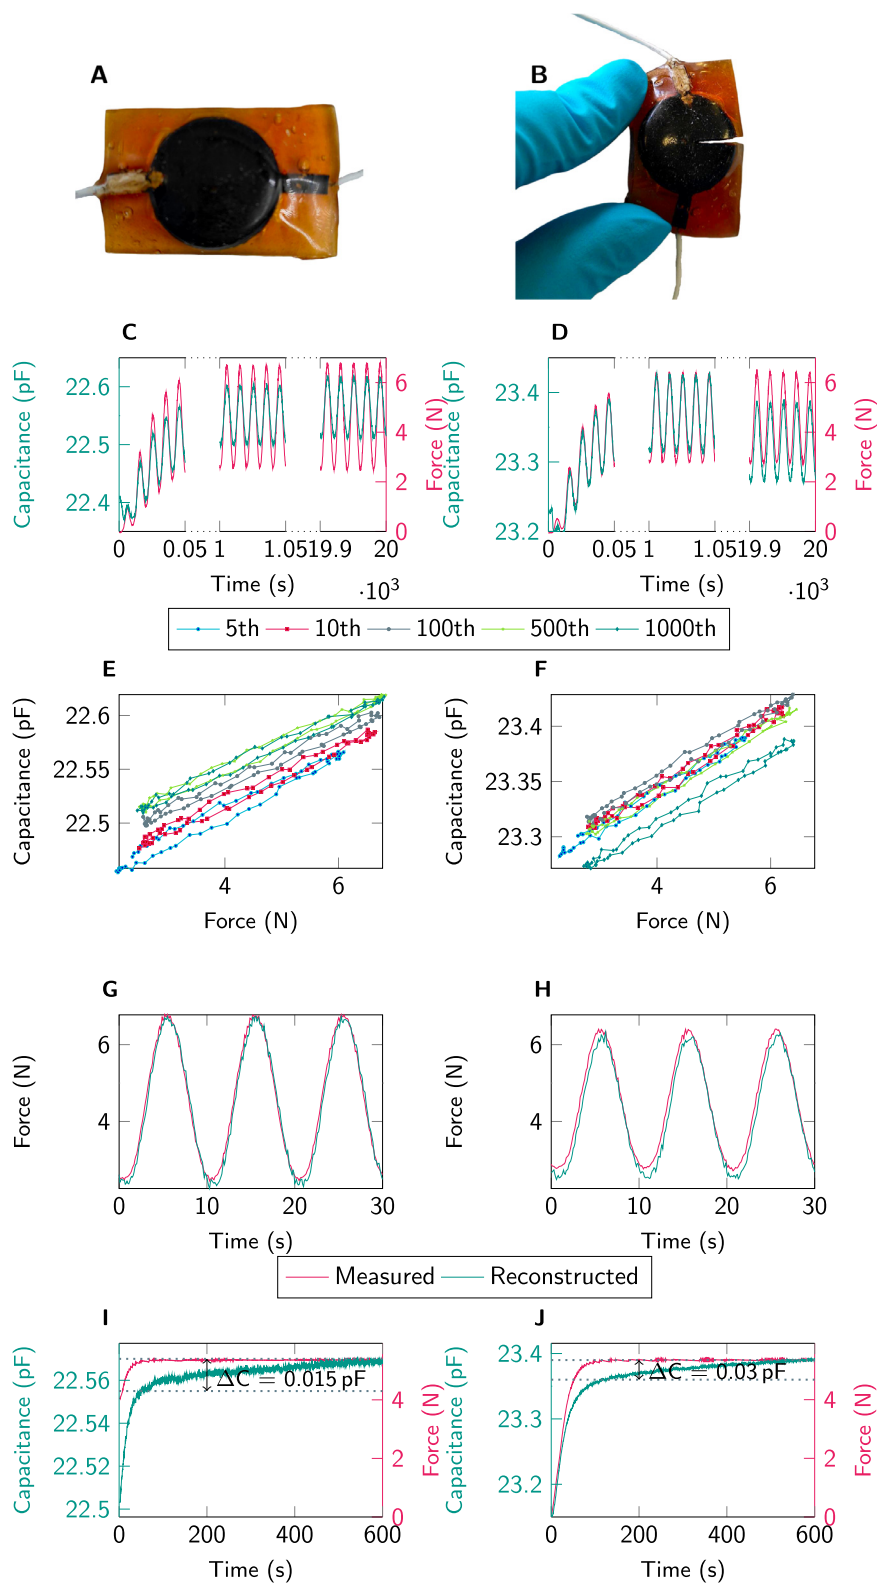 A
B
C
D
Capacitance (pF)
22.6
22.5
22.4
0
0.05
1
1.05
19.9
20
Time (s)
·10³
6
4
2
0
Force (N)
Capacitance (pF)
23.4
23.3
23.2
0
0.05
1
1.05
19.9
20
Time (s)
·10³
6
4
2
0
Force (N)
5th 10th 100th 500th 1000th
E
F
Capacitance (pF)
22.6
22.55
22.5
4
6
Force (N)
Capacitance (pF)
23.4
23.35
23.3
4
6
Force (N)
G
H
Force (N)
6
4
0
10
20
30
Time (s)
Force (N)
6
4
0
10
20
30
Time (s)
Measured Reconstructed
I
J
Capacitance (pF)
22.56
22.54
22.52
22.5
ΔC = 0.015 pF
0
200
400
600
Time (s)
4
2
0
Force (N)
Capacitance (pF)
23.4
23.3
23.2
ΔC = 0.03 pF
0
200
400
600
Time (s)
4
2
0
Force (N)